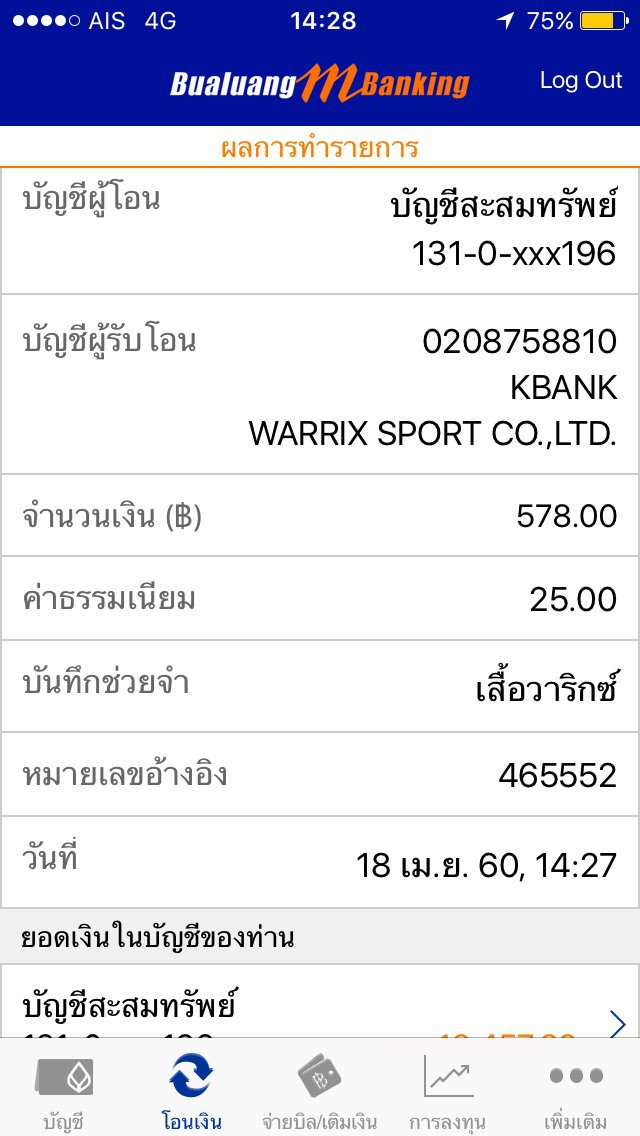 AIS 4G 14:28 75%
Bualuang mBanking Log Out
ผลการทำรายการ
บัญชีผู้โอน บัญชีสะสมทรัพย์
131-0-xxx196
บัญชีผู้รับโอน 0208758810
KBANK
WARRIX SPORT CO.,LTD.
จำนวนเงิน (฿) 578.00
ค่าธรรมเนียม 25.00
บันทึกช่วยจำ เสื้อวาริกซ์
หมายเลขอ้างอิง 465552
วันที่ 18 เม.ย. 60, 14:27
ยอดเงินในบัญชีของท่าน
บัญชีสะสมทรัพย์
บัญชี โอนเงิน จ่ายบิล/เติมเงิน การลงทุน เพิ่มเติม